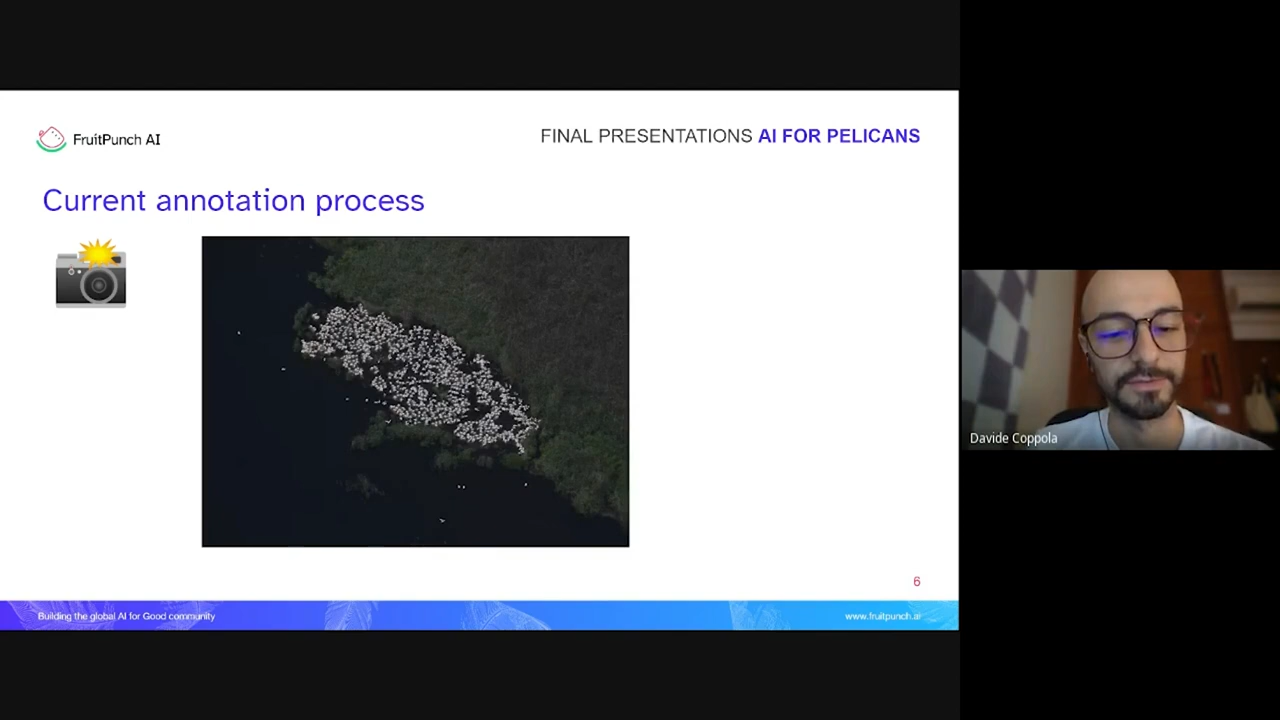 FruitPunch AI
FINAL PRESENTATIONS AI FOR PELICANS
Current annotation process
Davide Coppola
6
Building the global AI for Good community
www.fruitpunch.ai